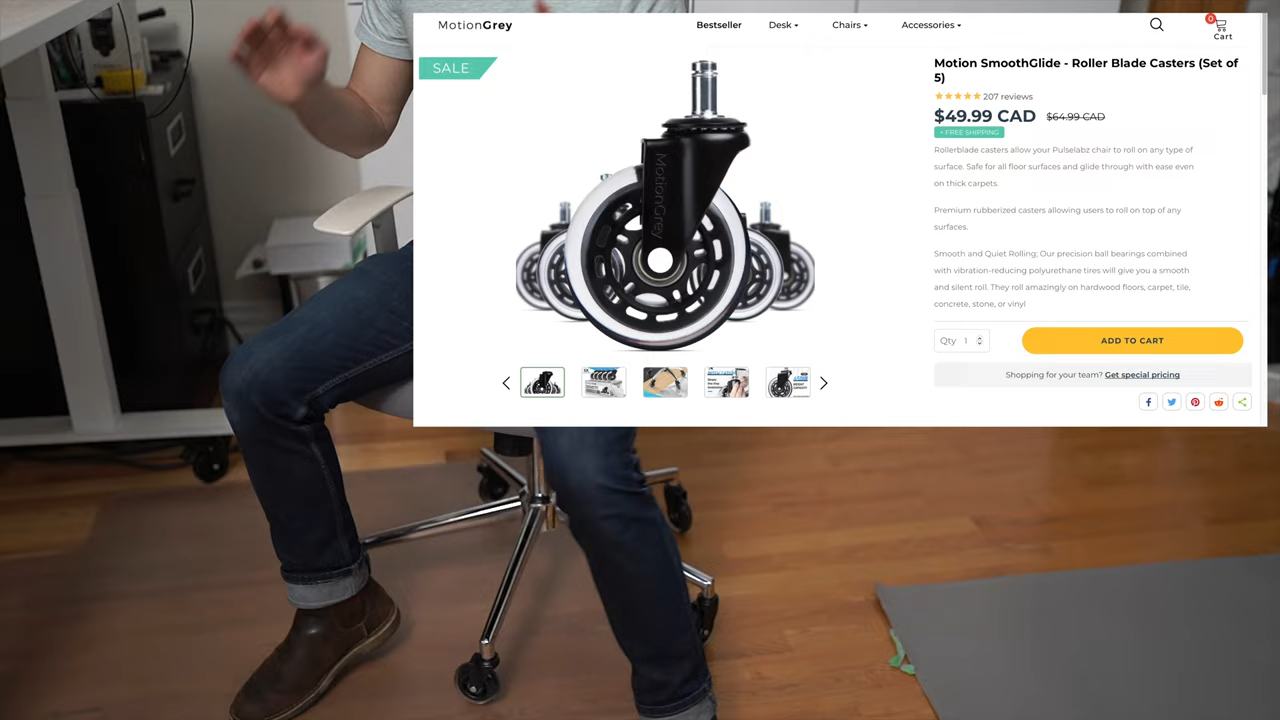 MotionGrey
Bestseller
Desk
Chairs
Accessories
0
Cart
SALE
MotionGrey
Motion SmoothGlide - Roller Blade Casters (Set of
5)
207 reviews
$49.99 CAD $64.99 CAD
+ FREE SHIPPING
Rollerblade casters allow your Pulselabz chair to roll on any type of
surface. Safe for all floor surfaces and glide through with ease even
on thick carpets.
Premium rubberized casters allowing users to roll on top of any
surfaces.
Smooth and Quiet Rolling; Our precision ball bearings combined
with vibration-reducing polyurethane tires will give you a smooth
and silent roll. They roll amazingly on hardwood floors, carpet, tile,
concrete, stone, or vinyl
Qty 1
ADD TO CART
Shopping for your team? Get special pricing